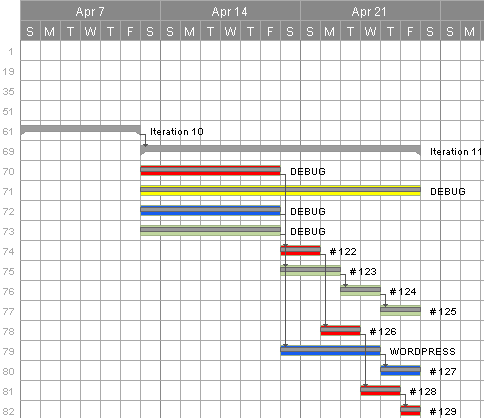 Apr 7 Apr 14 Apr 21
S M T W T F S S M T W T F S S M T W T F S S M T
1
19
35
51
61 Iteration 10
69 Iteration 11
70 DEBUG
71 DEBUG
72 DEBUG
73 DEBUG
74 #122
75 #123
76 #124
77 #125
78 #126
79 WORDPRESS
80 #127
81 #128
82 #129